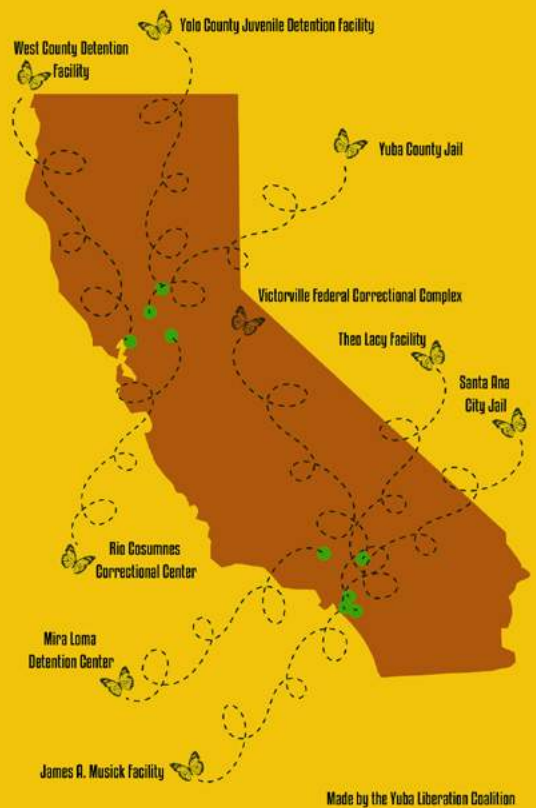 Yolo County Juvenile Detention Facility
West County Detention
Facility
Yuba County Jail
Victorville Federal Correctional Complex
Theo Lacy Facility
Santa Ana
City Jail
Rio Cosumnes
Correctional Center
Mira Loma
Detention Center
James A. Musick Facility
Made by the Yuba Liberation Coalition